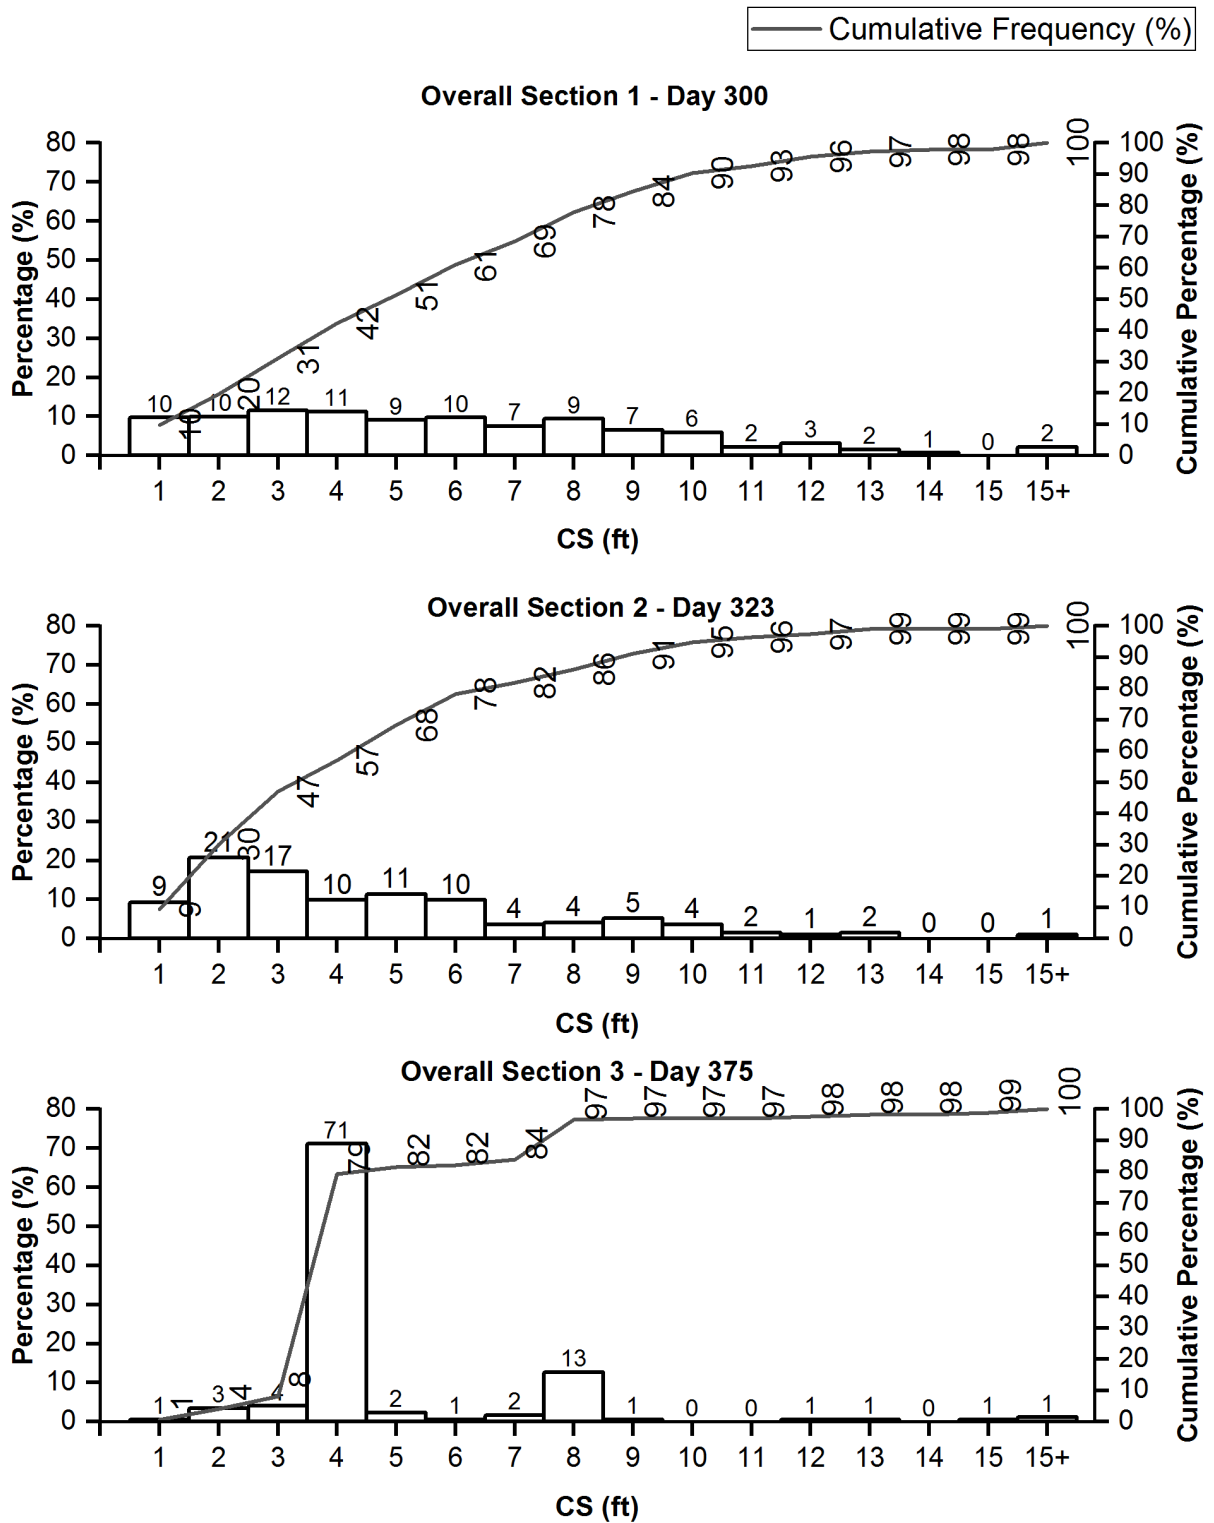 Cumulative Frequency (%)
Overall Section 1 - Day 300
Percentage (%)
80
70
60
50
40
30
20
10
0
10 10 12 11 9 10 7 9 7 6 2 3 2 1 0 2
10 20 31 42 51 61 69 78 84 90 93 96 97 98 98 100
100
90
80
70
60
50
40
30
20
10
0
Cumulative Percentage (%)
1 2 3 4 5 6 7 8 9 10 11 12 13 14 15 15+
CS (ft)
Overall Section 2 - Day 323
Percentage (%)
80
70
60
50
40
30
20
10
0
9 21 17 10 11 10 4 4 5 4 2 1 2 0 0 1
9 30 47 57 68 78 82 86 91 95 96 97 99 99 99 100
100
90
80
70
60
50
40
30
20
10
0
Cumulative Percentage (%)
1 2 3 4 5 6 7 8 9 10 11 12 13 14 15 15+
CS (ft)
Overall Section 3 - Day 375
Percentage (%)
80
70
60
50
40
30
20
10
0
1 3 4 71 2 1 2 13 1 0 0 1 1 0 1 1
1 4 8 79 82 82 84 97 97 97 97 98 98 98 99 100
100
90
80
70
60
50
40
30
20
10
0
Cumulative Percentage (%)
1 2 3 4 5 6 7 8 9 10 11 12 13 14 15 15+
CS (ft)